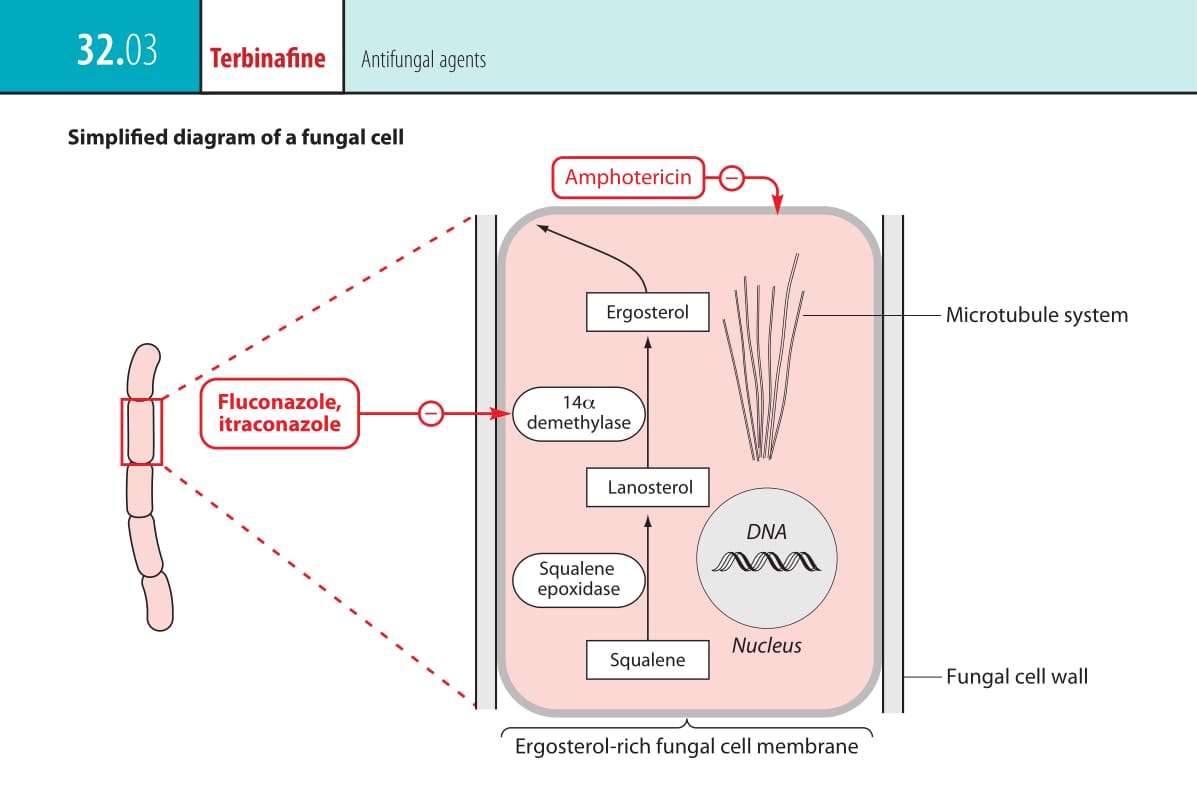 32.03
Terbinafine
Antifungal agents
Simplified diagram of a fungal cell
Amphotericin
−
Ergosterol
Microtubule system
Fluconazole,
itraconazole
−
14α
demethylase
Lanosterol
DNA
Squalene
epoxidase
Nucleus
Squalene
Fungal cell wall
Ergosterol-rich fungal cell membrane